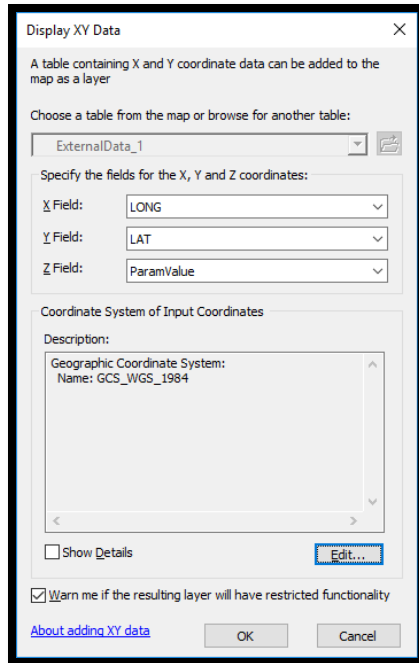 Display XY Data
A table containing X and Y coordinate data can be added to the
map as a layer
Choose a table from the map or browse for another table:
ExternalData_1
Specify the fields for the X, Y and Z coordinates:
X Field: LONG
Y Field: LAT
Z Field: ParamValue
Coordinate System of Input Coordinates
Description:
Geographic Coordinate System:
Name: GCS_WGS_1984
Show Details Edit...
Warn me if the resulting layer will have restricted functionality
About adding XY data OK Cancel